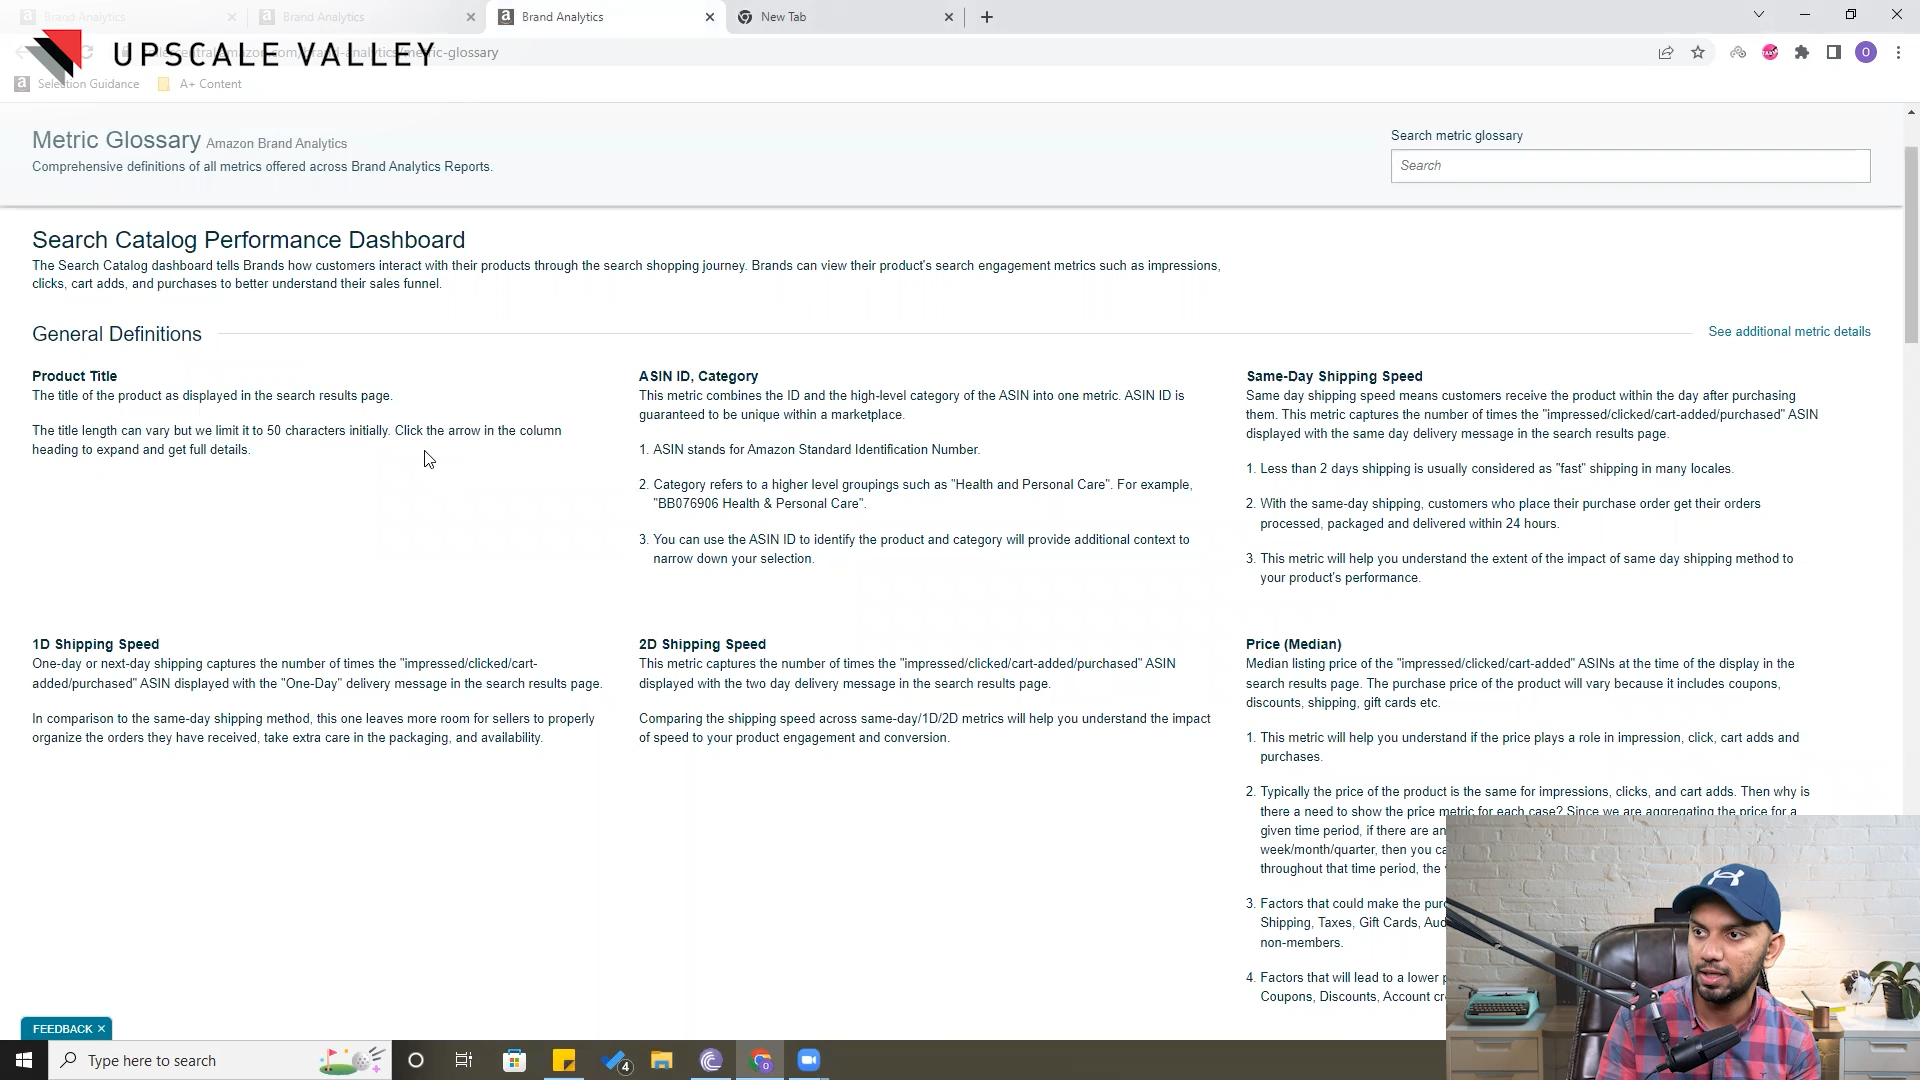 Brand Analytics
Brand Analytics
Brand Analytics
New Tab
UPSCALE VALLEY
ric-glossary
Selection Guidance
A+ Content
Metric Glossary Amazon Brand Analytics
Comprehensive definitions of all metrics offered across Brand Analytics Reports.
Search metric glossary
Search
Search Catalog Performance Dashboard
The Search Catalog dashboard tells Brands how customers interact with their products through the search shopping journey. Brands can view their product's search engagement metrics such as impressions,
clicks, cart adds, and purchases to better understand their sales funnel.
General Definitions
See additional metric details
Product Title
The title of the product as displayed in the search results page.
The title length can vary but we limit it to 50 characters initially. Click the arrow in the column
heading to expand and get full details.
ASIN ID, Category
This metric combines the ID and the high-level category of the ASIN into one metric. ASIN ID is
guaranteed to be unique within a marketplace.
1. ASIN stands for Amazon Standard Identification Number.
2. Category refers to a higher level groupings such as "Health and Personal Care". For example,
"BB076906 Health & Personal Care".
3. You can use the ASIN ID to identify the product and category will provide additional context to
narrow down your selection.
Same-Day Shipping Speed
Same day shipping speed means customers receive the product within the day after purchasing
them. This metric captures the number of times the "impressed/clicked/cart-added/purchased" ASIN
displayed with the same day delivery message in the search results page.
1. Less than 2 days shipping is usually considered as "fast" shipping in many locales.
2. With the same-day shipping, customers who place their purchase order get their orders
processed, packaged and delivered within 24 hours.
3. This metric will help you understand the extent of the impact of same day shipping method to
your product's performance.
1D Shipping Speed
One-day or next-day shipping captures the number of times the "impressed/clicked/cart-
added/purchased" ASIN displayed with the "One-Day" delivery message in the search results page.
In comparison to the same-day shipping method, this one leaves more room for sellers to properly
organize the orders they have received, take extra care in the packaging, and availability.
2D Shipping Speed
This metric captures the number of times the "impressed/clicked/cart-added/purchased" ASIN
displayed with the two day delivery message in the search results page.
Comparing the shipping speed across same-day/1D/2D metrics will help you understand the impact
of speed to your product engagement and conversion.
Price (Median)
Median listing price of the "impressed/clicked/cart-added" ASINs at the time of the display in the
search results page. The purchase price of the product will vary because it includes coupons,
discounts, shipping, gift cards etc.
1. This metric will help you understand if the price plays a role in impression, click, cart adds and
purchases.
2. Typically the price of the product is the same for impressions, clicks, and cart adds. Then why is
there a need to show the price metric for each case? Since we are aggregating the price for a
given time period, if there are an
week/month/quarter, then you ca
throughout that time period, the
3. Factors that could make the purc
Shipping, Taxes, Gift Cards, Aud
non-members.
4. Factors that will lead to a lower p
Coupons, Discounts, Account cr
FEEDBACK ×
Type here to search
4